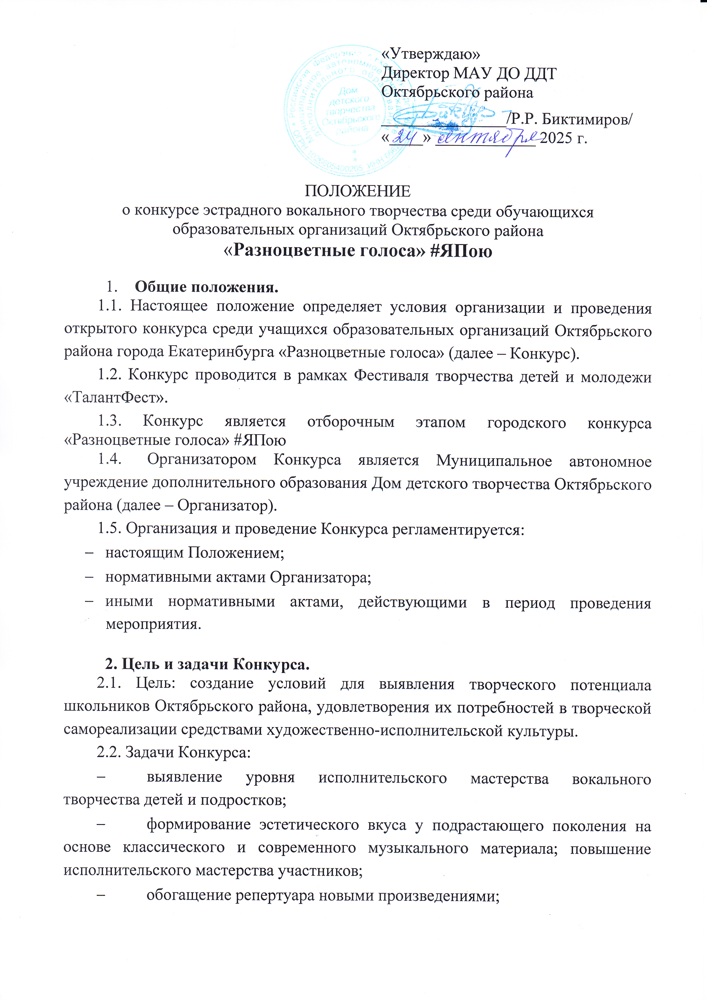 «Утверждаю»
Директор МАУ ДО ДДТ
Октябрьского района
/Р.Р. Биктимиров/
«24» сентября 2025 г.
Российская Федерация
Муниципальное автономное учреждение
дополнительного образования
Дом
детского
творчества
Октябрьского
района
ОГРН 1026605400205 ИНН
ПОЛОЖЕНИЕ
о конкурсе эстрадного вокального творчества среди обучающихся
образовательных организаций Октябрьского района
«Разноцветные голоса» #ЯПою
1. Общие положения.
1.1. Настоящее положение определяет условия организации и проведения
открытого конкурса среди учащихся образовательных организаций Октябрьского
района города Екатеринбурга «Разноцветные голоса» (далее – Конкурс).
1.2. Конкурс проводится в рамках Фестиваля творчества детей и молодежи
«ТалантФест».
1.3. Конкурс является отборочным этапом городского конкурса
«Разноцветные голоса» #ЯПою
1.4. Организатором Конкурса является Муниципальное автономное
учреждение дополнительного образования Дом детского творчества Октябрьского
района (далее – Организатор).
1.5. Организация и проведение Конкурса регламентируется:
– настоящим Положением;
– нормативными актами Организатора;
– иными нормативными актами, действующими в период проведения
мероприятия.
2. Цель и задачи Конкурса.
2.1. Цель: создание условий для выявления творческого потенциала
школьников Октябрьского района, удовлетворения их потребностей в творческой
самореализации средствами художественно-исполнительской культуры.
2.2. Задачи Конкурса:
– выявление уровня исполнительского мастерства вокального
творчества детей и подростков;
– формирование эстетического вкуса у подрастающего поколения на
основе классического и современного музыкального материала; повышение
исполнительского мастерства участников;
– обогащение репертуара новыми произведениями;